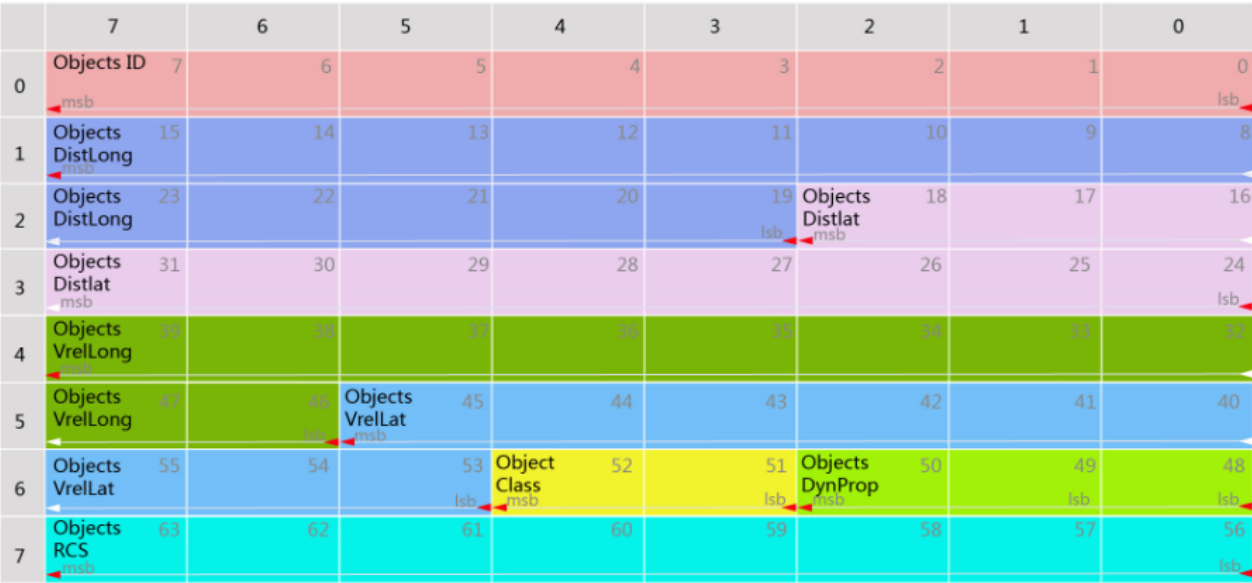 7 6 5 4 3 2 1 0
0 Objects ID 7 6 5 4 3 2 1 0
msb lsb
1 Objects 15 14 13 12 11 10 9 8
DistLong
msb
2 Objects 23 22 21 20 19 Objects 18 17 16
DistLong Distlat
lsb msb
3 Objects 31 30 29 28 27 26 25 24
Distlat
msb lsb
4 Objects 39 38 37 36 35 34 33 32
VrelLong
msb
5 Objects 47 46 Objects 45 44 43 42 41 40
VrelLong VrelLat
lsb msb
6 Objects 55 54 53 Object 52 51 Objects 50 49 48
VrelLat Class DynProp
lsb msb lsb msb lsb lsb
7 Objects 63 62 61 60 59 58 57 56
RCS
msb lsb